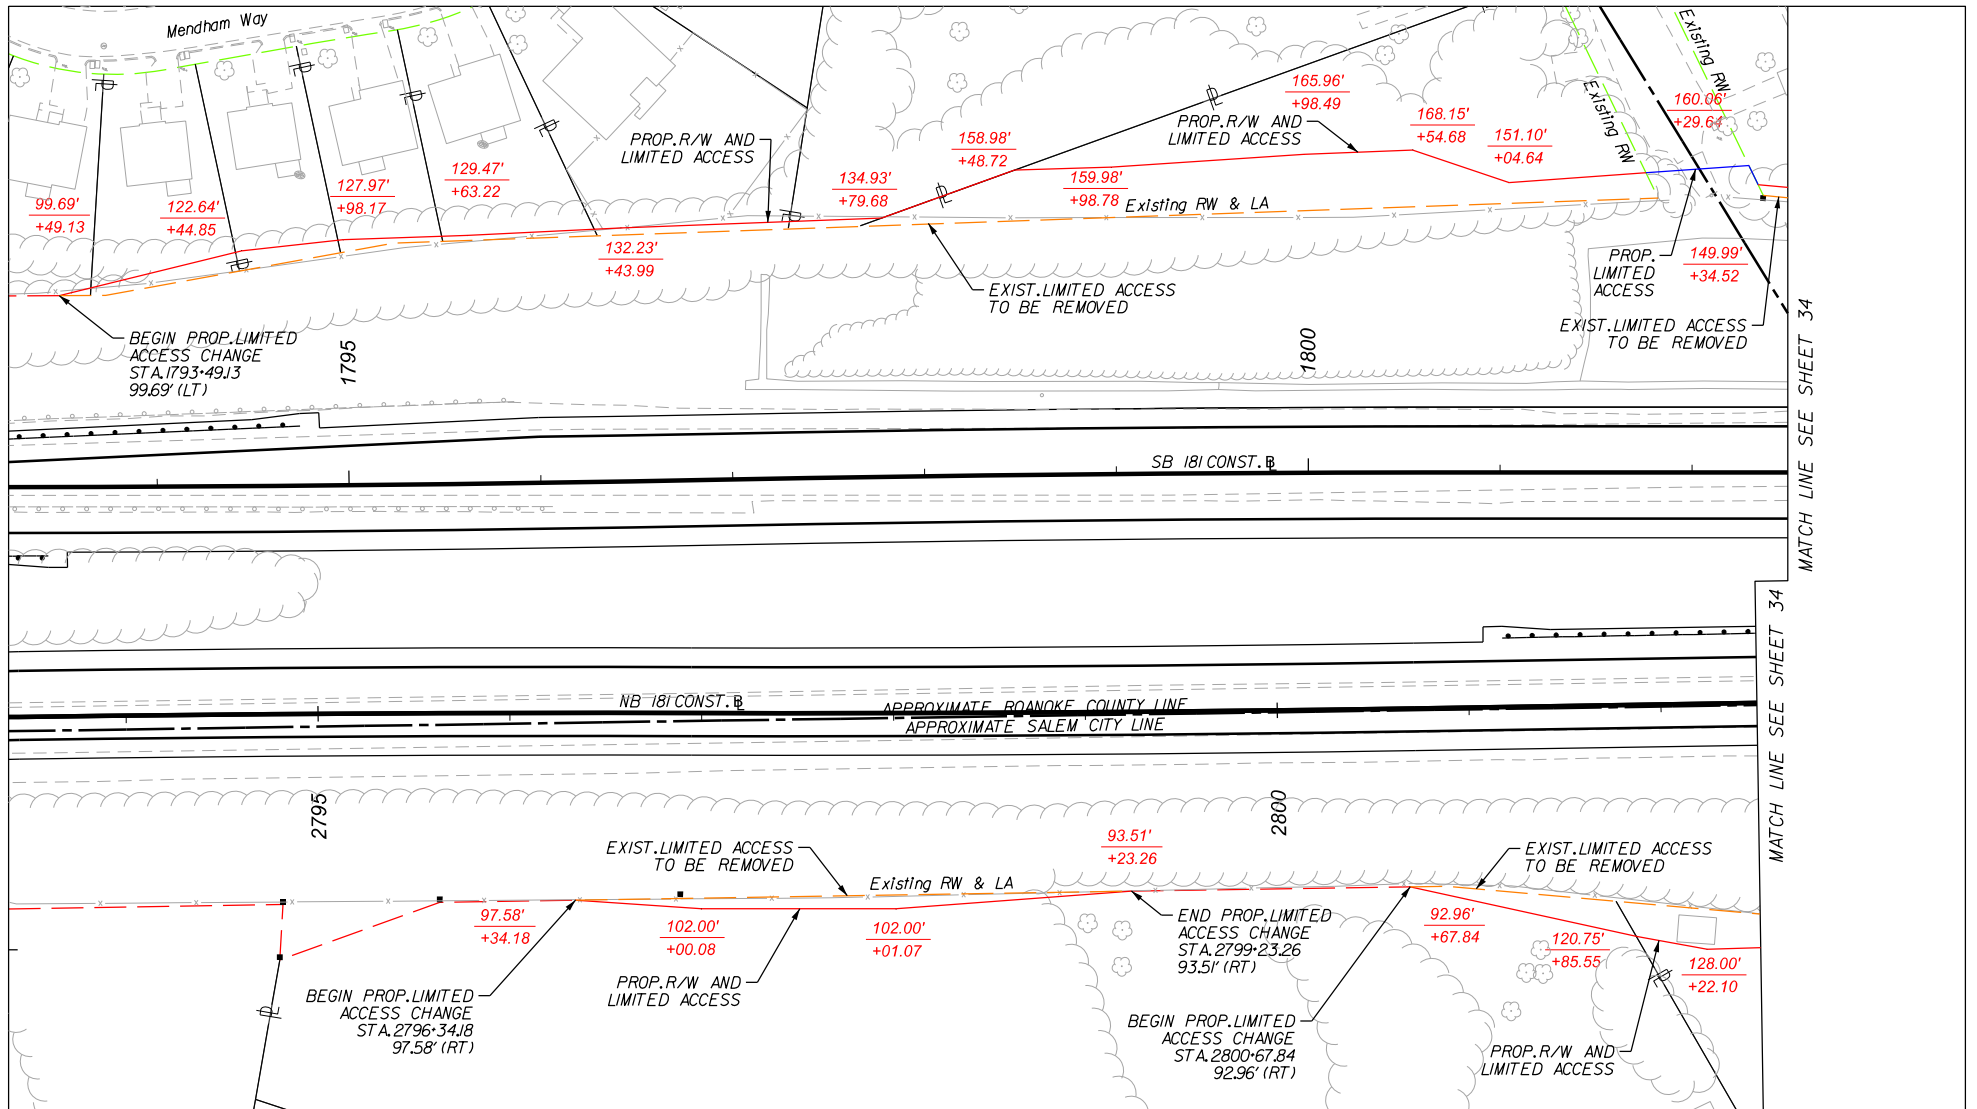 Mendham Way
Existing RW
Existing RW
99.69'
+49.13
122.64'
+44.85
127.97'
+98.17
129.47'
+63.22
PROP. R/W AND
LIMITED ACCESS
132.23'
+43.99
134.93'
+79.68
158.98'
+48.72
159.98'
+98.78
PROP. R/W AND
LIMITED ACCESS
165.96'
+98.49
168.15'
+54.68
151.10'
+04.64
160.06'
+29.64
Existing RW & LA
EXIST. LIMITED ACCESS
TO BE REMOVED
PROP.
LIMITED
ACCESS
149.99'
+34.52
EXIST. LIMITED ACCESS
TO BE REMOVED
BEGIN PROP. LIMITED
ACCESS CHANGE
STA. 1793+49.13
99.69' (LT)
1795
1800
MATCH LINE SEE SHEET 34
SB I81 CONST. BL
NB I81 CONST. BL
APPROXIMATE ROANOKE COUNTY LINE
APPROXIMATE SALEM CITY LINE
MATCH LINE SEE SHEET 34
2795
2800
EXIST. LIMITED ACCESS
TO BE REMOVED
Existing RW & LA
93.51'
+23.26
EXIST. LIMITED ACCESS
TO BE REMOVED
97.58'
+34.18
102.00'
+00.08
102.00'
+01.07
END PROP. LIMITED
ACCESS CHANGE
STA. 2799+23.26
93.51' (RT)
92.96'
+67.84
120.75'
+85.55
128.00'
+22.10
BEGIN PROP. LIMITED
ACCESS CHANGE
STA. 2796+34.18
97.58' (RT)
PROP. R/W AND
LIMITED ACCESS
BEGIN PROP. LIMITED
ACCESS CHANGE
STA. 2800+67.84
92.96' (RT)
PROP. R/W AND
LIMITED ACCESS